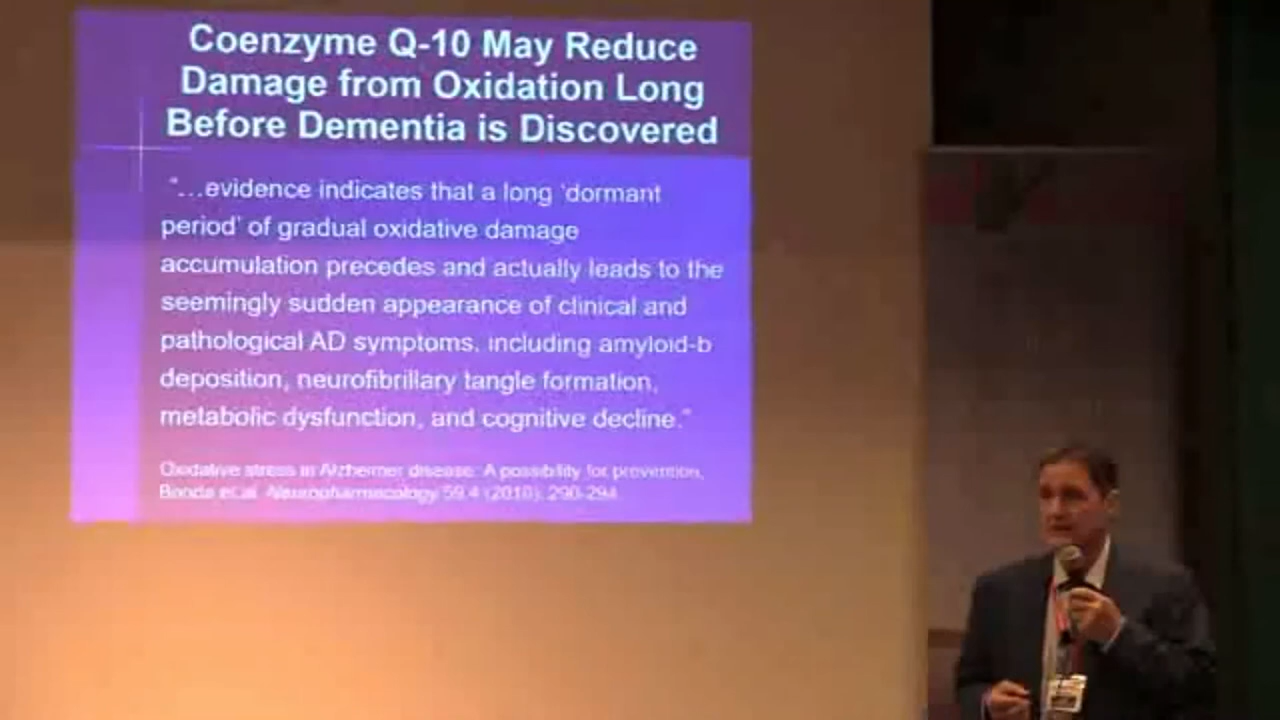 Coenzyme Q-10 May Reduce
Damage from Oxidation Long
Before Dementia is Discovered
“…evidence indicates that a long ‘dormant
period’ of gradual oxidative damage
accumulation precedes and actually leads to the
seemingly sudden appearance of clinical and
pathological AD symptoms, including amyloid-b
deposition, neurofibrillary tangle formation,
metabolic dysfunction, and cognitive decline.”
Oxidative stress in Alzheimer disease: A possibility for prevention,
Bonda et al. Neuropharmacology 59.4 (2010): 290-294